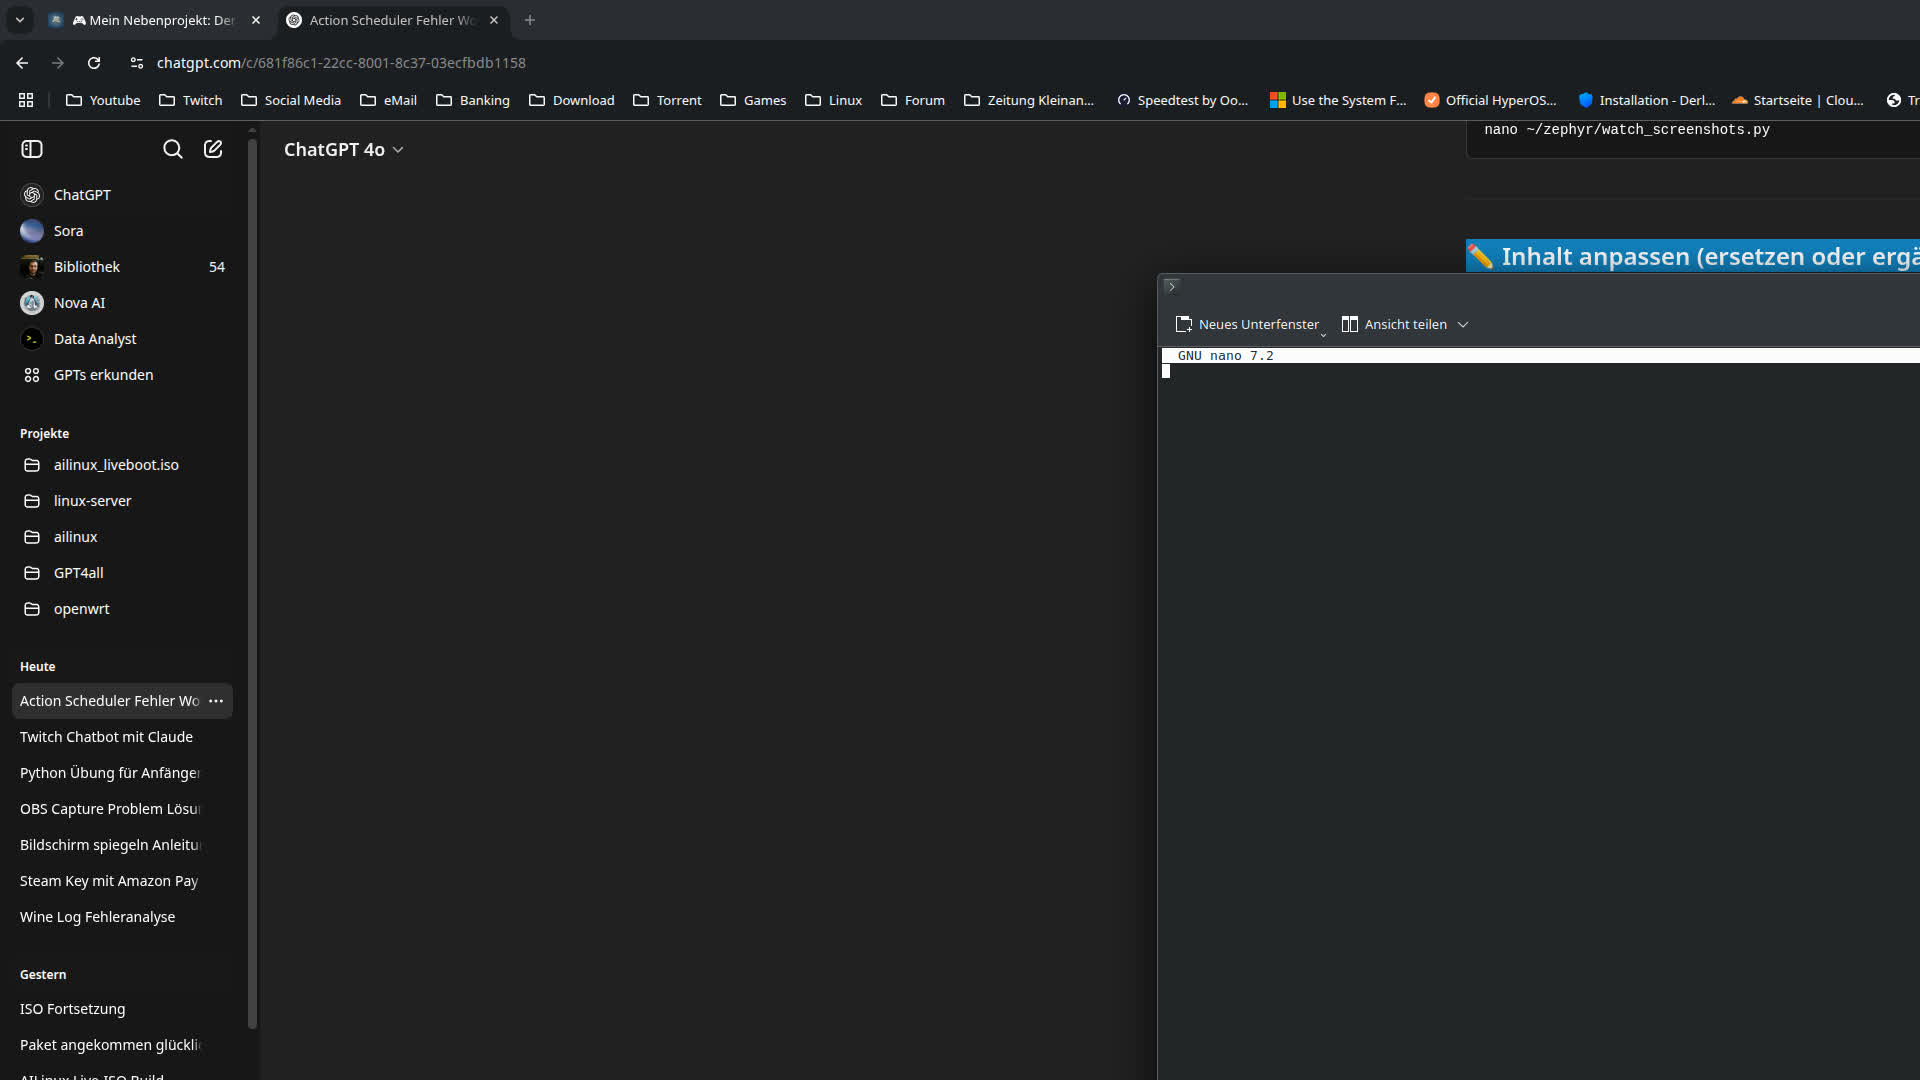 🎮 Mein Nebenprojekt: Der
Action Scheduler Fehler Wo
chatgpt.com/c/681f86c1-22cc-8001-8c37-03ecfbdb1158
Youtube
Twitch
Social Media
eMail
Banking
Download
Torrent
Games
Linux
Forum
Zeitung Kleinan...
Speedtest by Oo...
Use the System F...
Official HyperOS...
Installation - Derl...
Startseite | Clou...
Tr
ChatGPT 4o
ChatGPT
Sora
Bibliothek 54
Nova AI
Data Analyst
GPTs erkunden
Projekte
ailinux_liveboot.iso
linux-server
ailinux
GPT4all
openwrt
Heute
Action Scheduler Fehler Wo
Twitch Chatbot mit Claude
Python Übung für Anfänger
OBS Capture Problem Lösu
Bildschirm spiegeln Anleitu
Steam Key mit Amazon Pay
Wine Log Fehleranalyse
Gestern
ISO Fortsetzung
Paket angekommen glückli
AILinux Live ISO Build
nano ~/zephyr/watch_screenshots.py
✏️ Inhalt anpassen (ersetzen oder ergä
Neues Unterfenster
Ansicht teilen
GNU nano 7.2